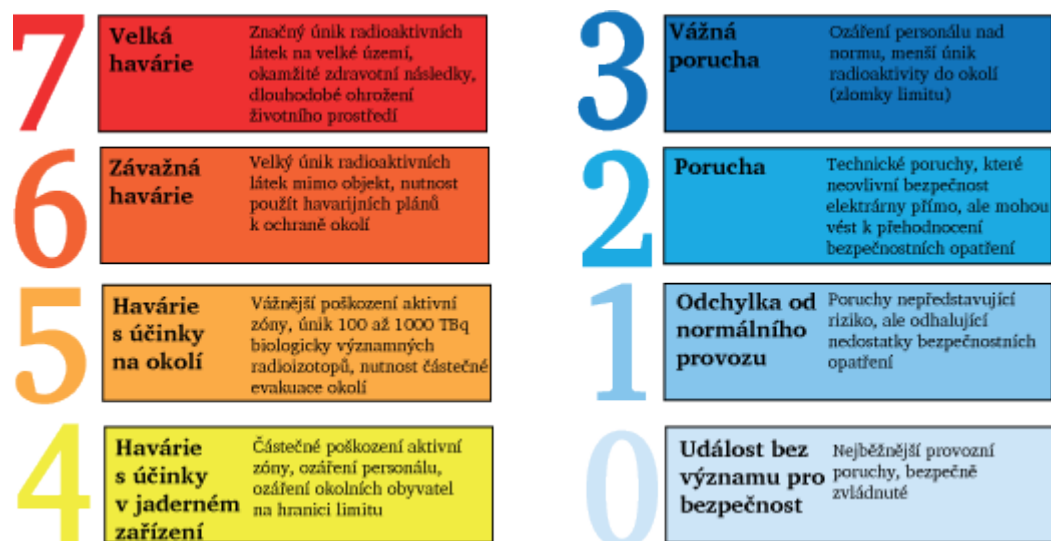 7
Velká
havárie
Značný únik radioaktivních
látek na velké území,
okamžité zdravotní následky,
dlouhodobé ohrožení
životního prostředí
6
Závažná
havárie
Velký únik radioaktivních
látek mimo objekt, nutnost
použít havarijních plánů
k ochraně okolí
5
Havárie
s účinky
na okolí
Vážnější poškození aktivní
zóny, únik 100 až 1000 TBq
biologicky významných
radioizotopů, nutnost částečné
evakuace okolí
4
Havárie
s účinky
v jaderném
zařízení
Částečné poškození aktivní
zóny, ozáření personálu,
ozáření okolních obyvatel
na hranici limitu
3
Vážná
porucha
Ozáření personálu nad
normu, menší únik
radioaktivity do okolí
(zlomky limitu)
2
Porucha
Technické poruchy, které
neovlivní bezpečnost
elektrárny přímo, ale mohou
vést k přehodnocení
bezpečnostních opatření
1
Odchylka od
normálního
provozu
Poruchy nepředstavující
riziko, ale odhalující
nedostatky bezpečnostních
opatření
0
Událost bez
významu pro
bezpečnost
Nejběžnější provozní
poruchy, bezpečně
zvládnuté